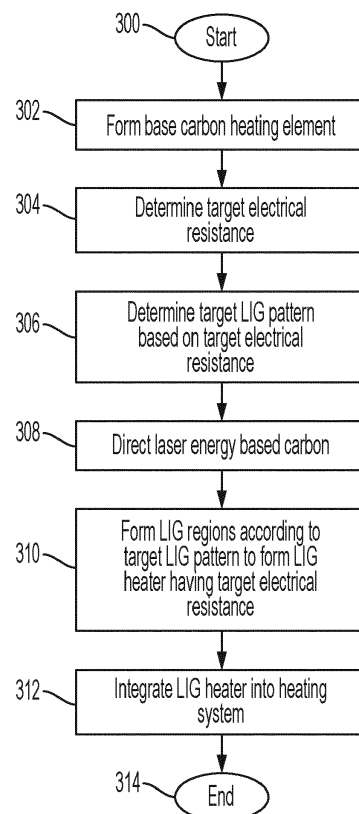 300
Start
302
Form base carbon heating element
304
Determine target electrical
resistance
306
Determine target LIG pattern
based on target electrical
resistance
308
Direct laser energy based carbon
310
Form LIG regions according to
target LIG pattern to form LIG
heater having target electrical
resistance
312
Integrate LIG heater into heating
system
314
End